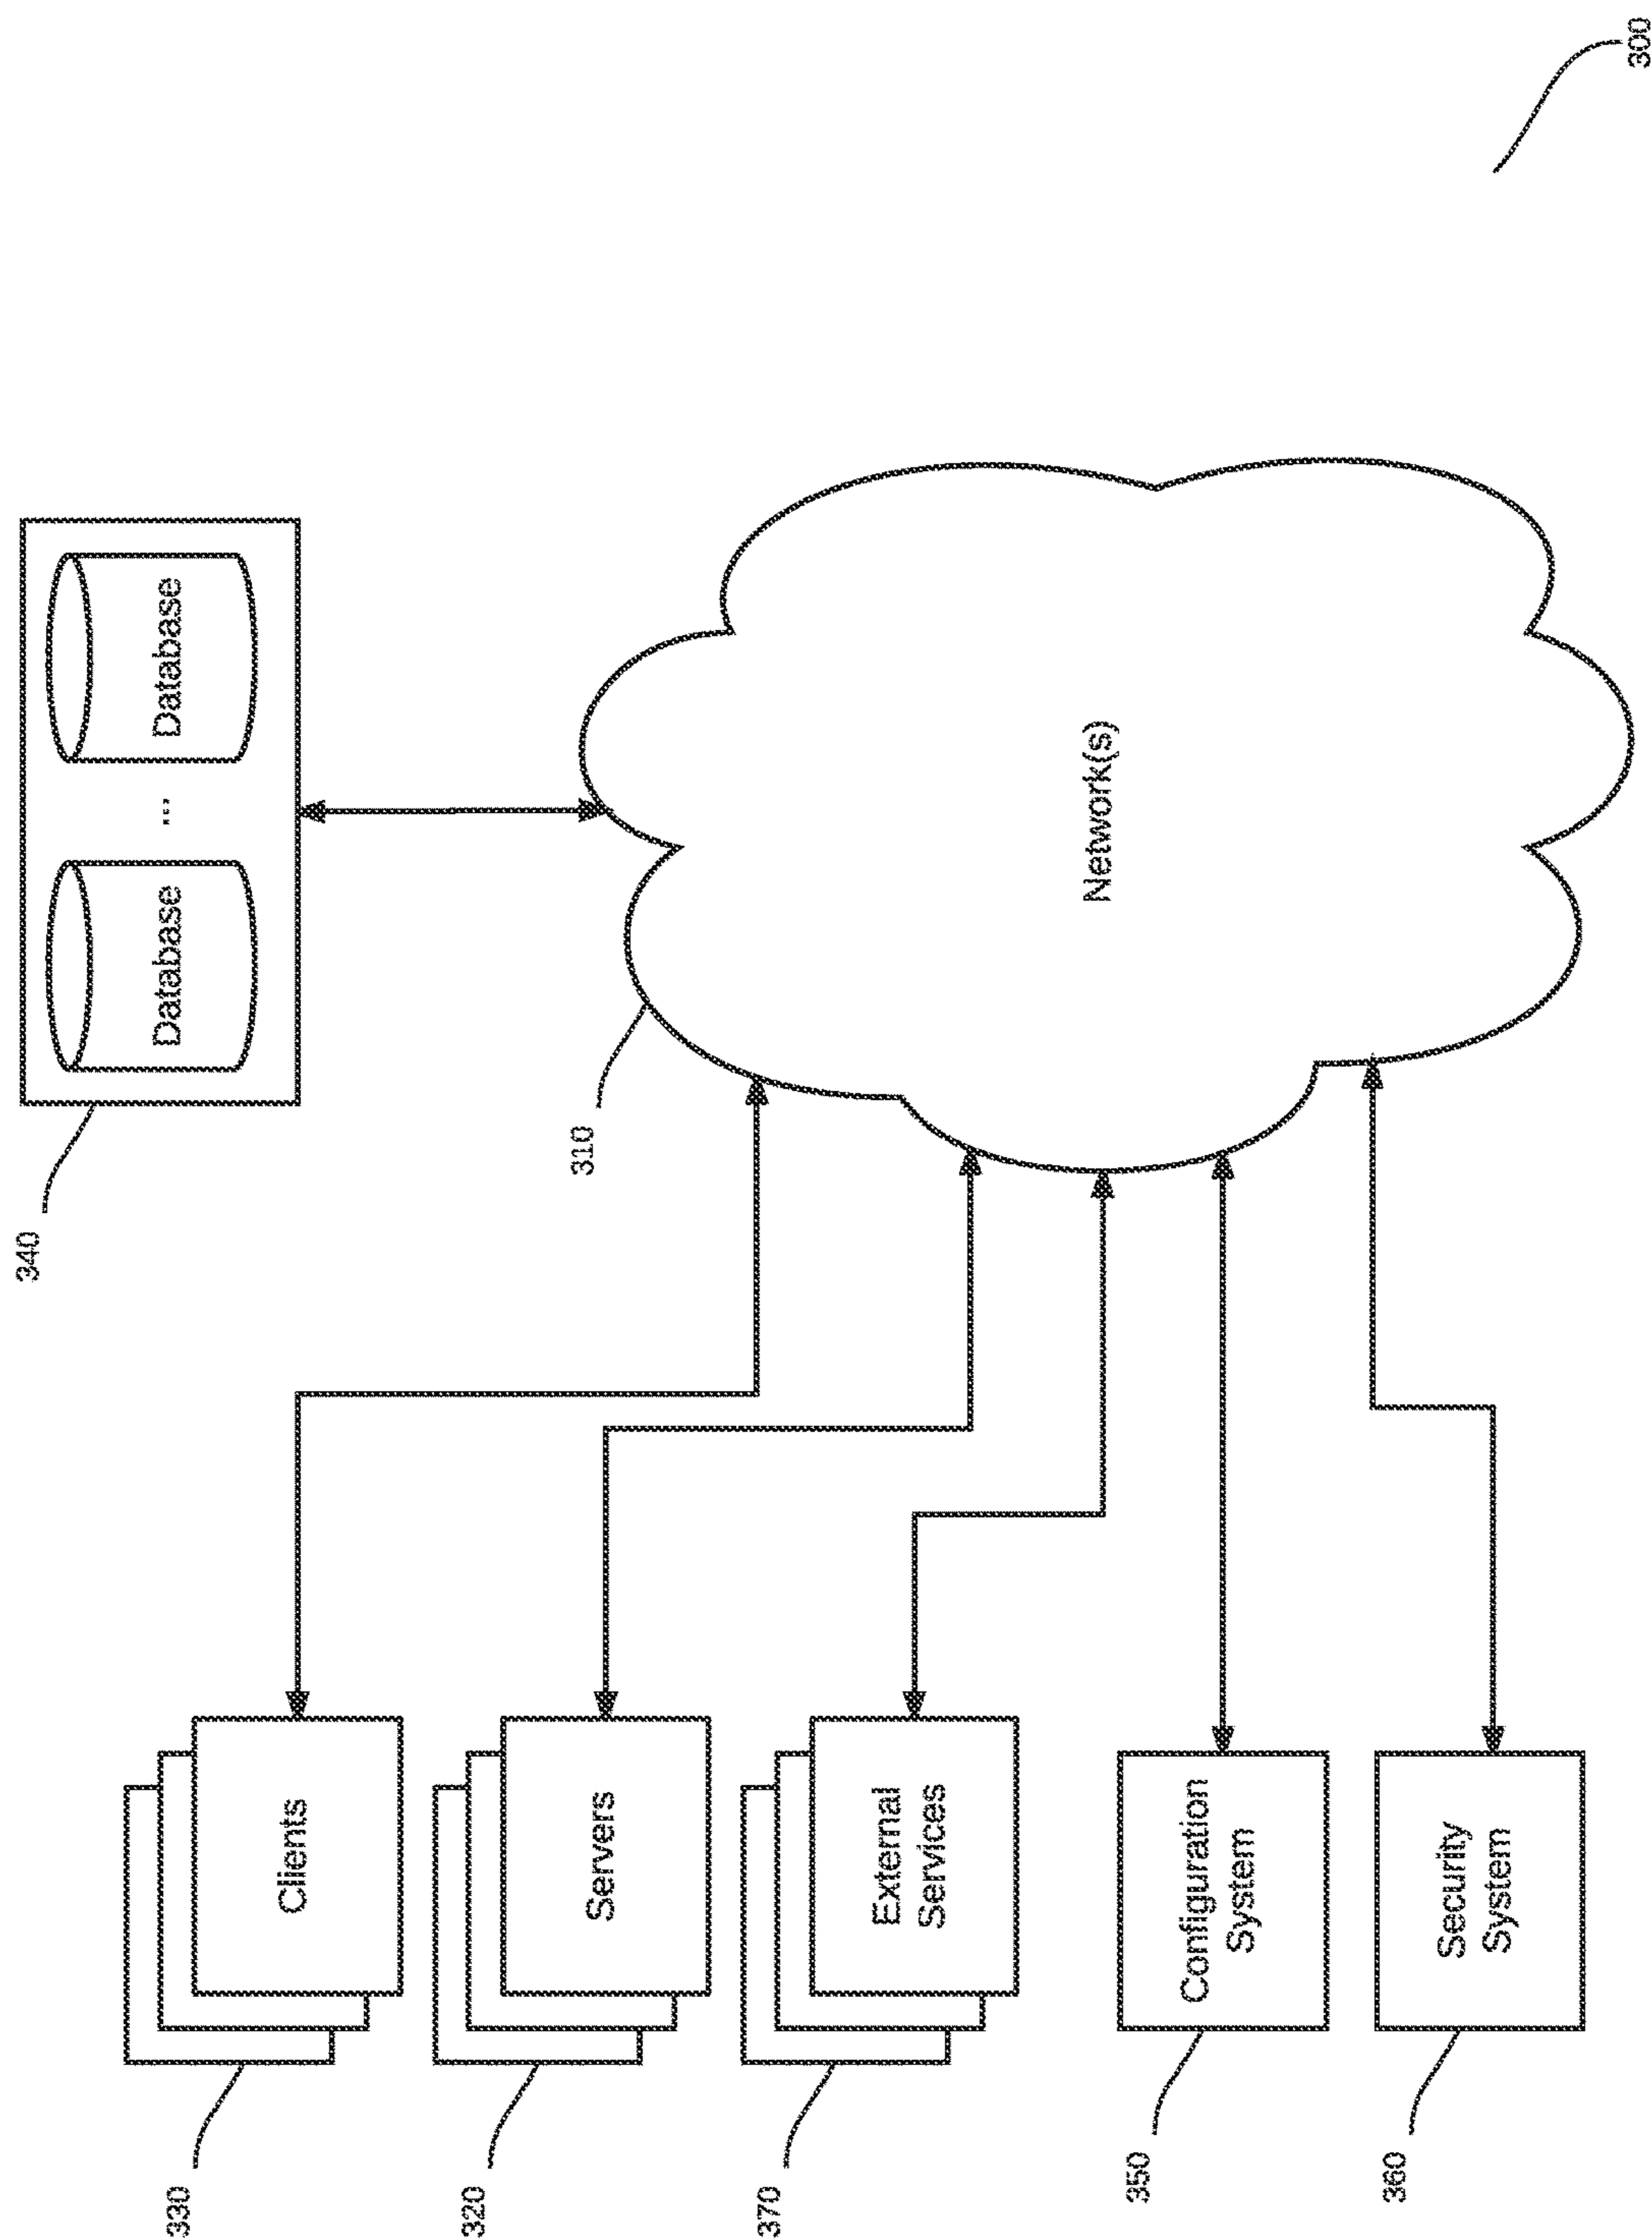 340
Database
...
Database
330
Clients
320
Servers
310
370
External
Services
Network(s)
350
Configuration
System
360
Security
System
300